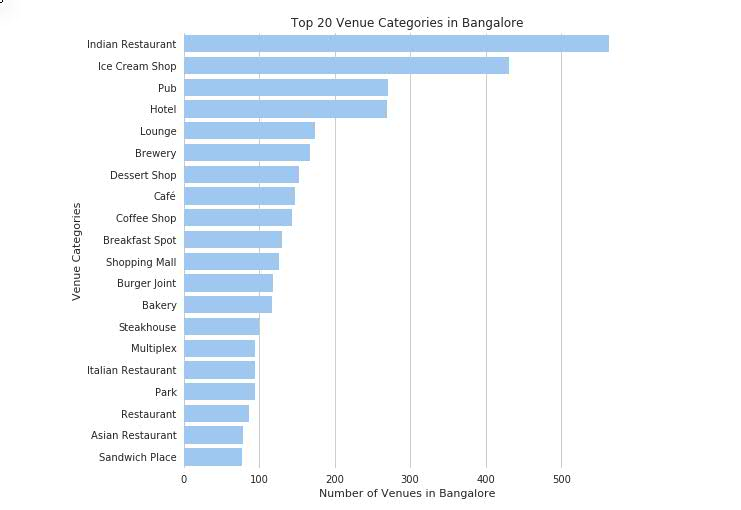 Top 20 Venue Categories in Bangalore
Indian Restaurant
Ice Cream Shop
Pub
Hotel
Lounge
Brewery
Dessert Shop
Café
Coffee Shop
Breakfast Spot
Shopping Mall
Burger Joint
Bakery
Steakhouse
Multiplex
Italian Restaurant
Park
Restaurant
Asian Restaurant
Sandwich Place
Venue Categories
0 100 200 300 400 500
Number of Venues in Bangalore